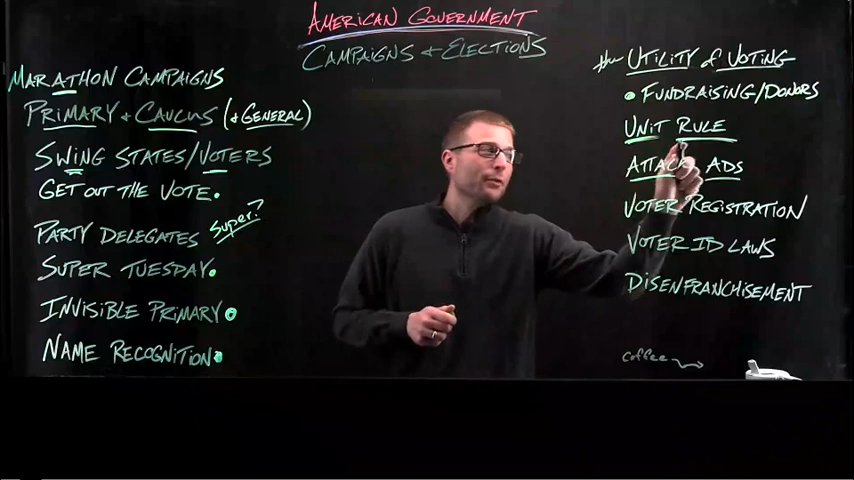 AMERICAN GOVERNMENT
CAMPAIGNS & ELECTIONS
MARATHON CAMPAIGNS
PRIMARY & CAUCUS (& GENERAL)
SWING STATES/VOTERS
GET OUT THE VOTE.
PARTY DELEGATES Super?
SUPER TUESDAY.
INVISIBLE PRIMARY
NAME RECOGNITION
the UTILITY of VOTING
• FUNDRAISING/DONORS
UNIT RULE
ATTACK ADS
VOTER REGISTRATION
VOTER ID LAWS
DISENFRANCHISEMENT
coffee